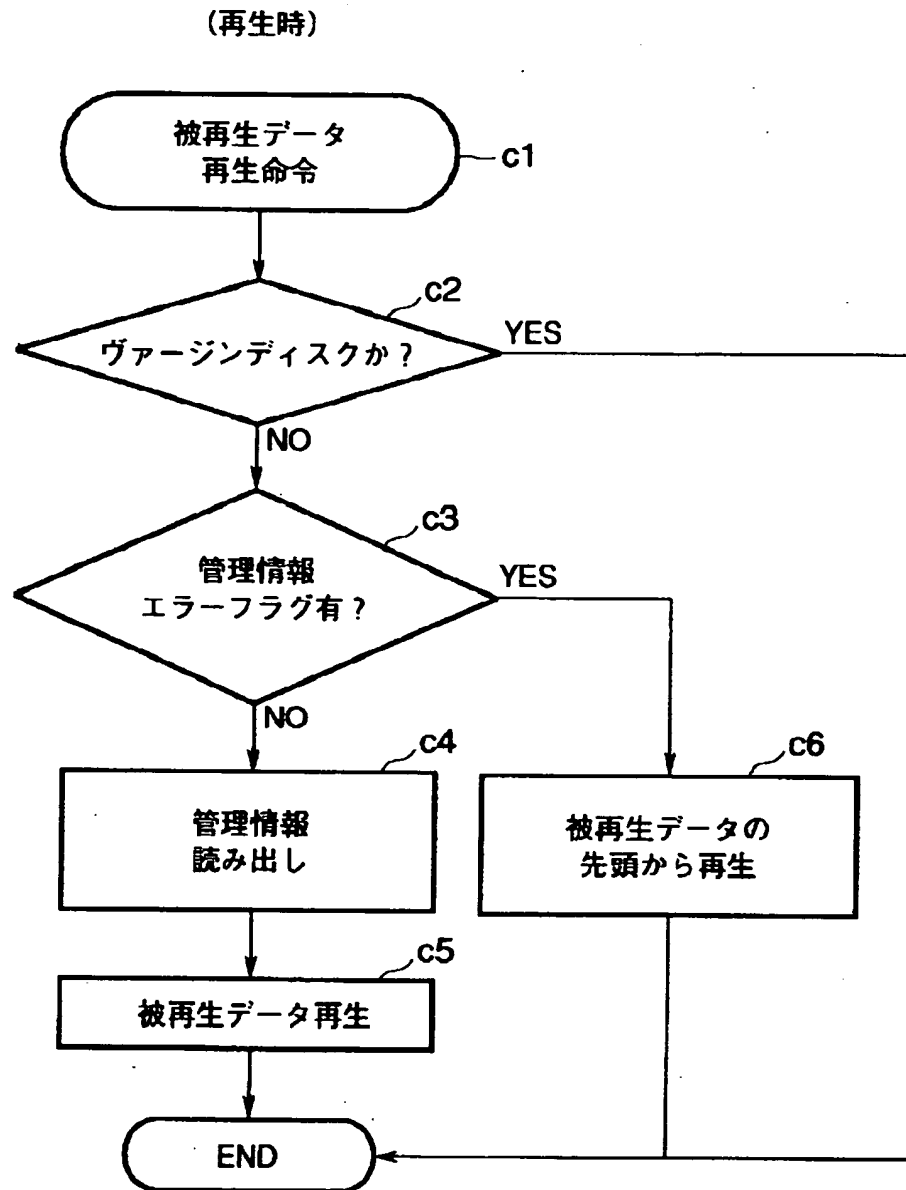 (再生時)
被再生データ
再生命令
c1
c2
ヴァージンディスクか？
YES
NO
c3
管理情報
エラーフラグ有？
YES
NO
c4
管理情報
読み出し
c6
被再生データの
先頭から再生
c5
被再生データ再生
END